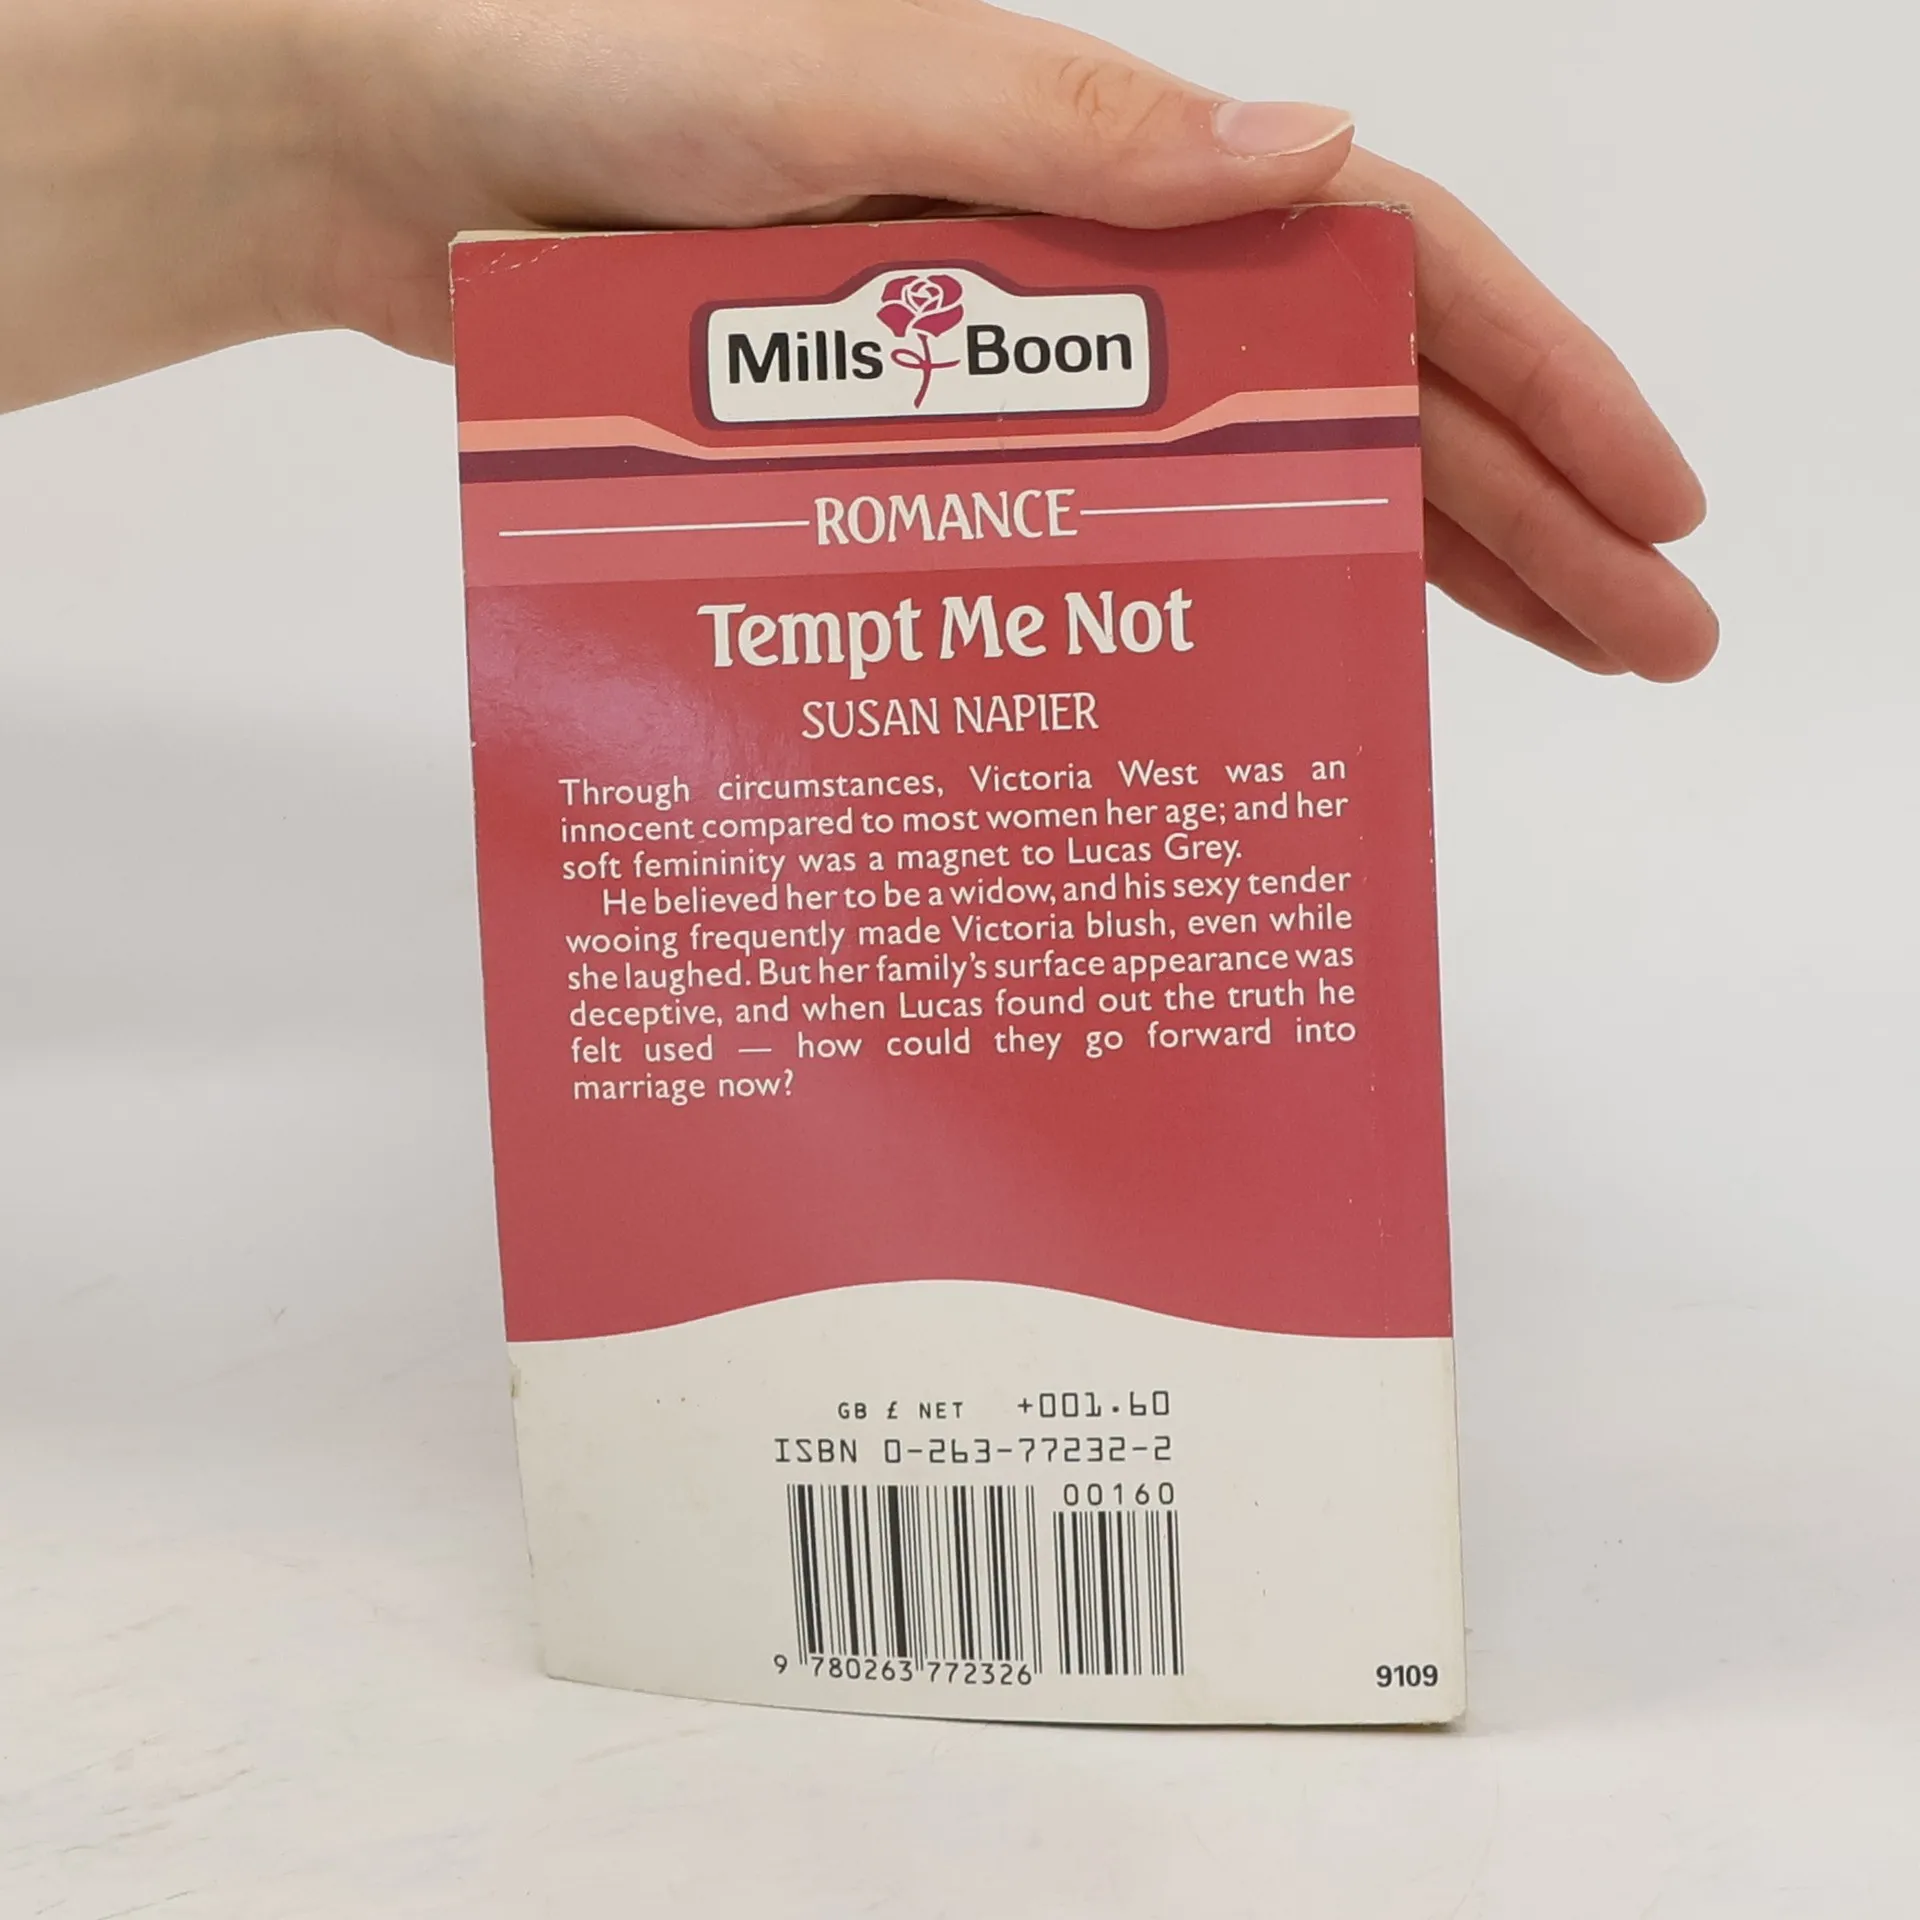 Mills & Boon
ROMANCE
Tempt Me Not
SUSAN NAPIER
Through circumstances, Victoria West was an
innocent compared to most women her age; and her
soft femininity was a magnet to Lucas Grey.
He believed her to be a widow, and his sexy tender
wooing frequently made Victoria blush, even while
she laughed. But her family's surface appearance was
deceptive, and when Lucas found out the truth he
felt used — how could they go forward into
marriage now?
GB £ NET +001.60
ISBN 0-263-77232-2
00160
9 780263 772326
9109